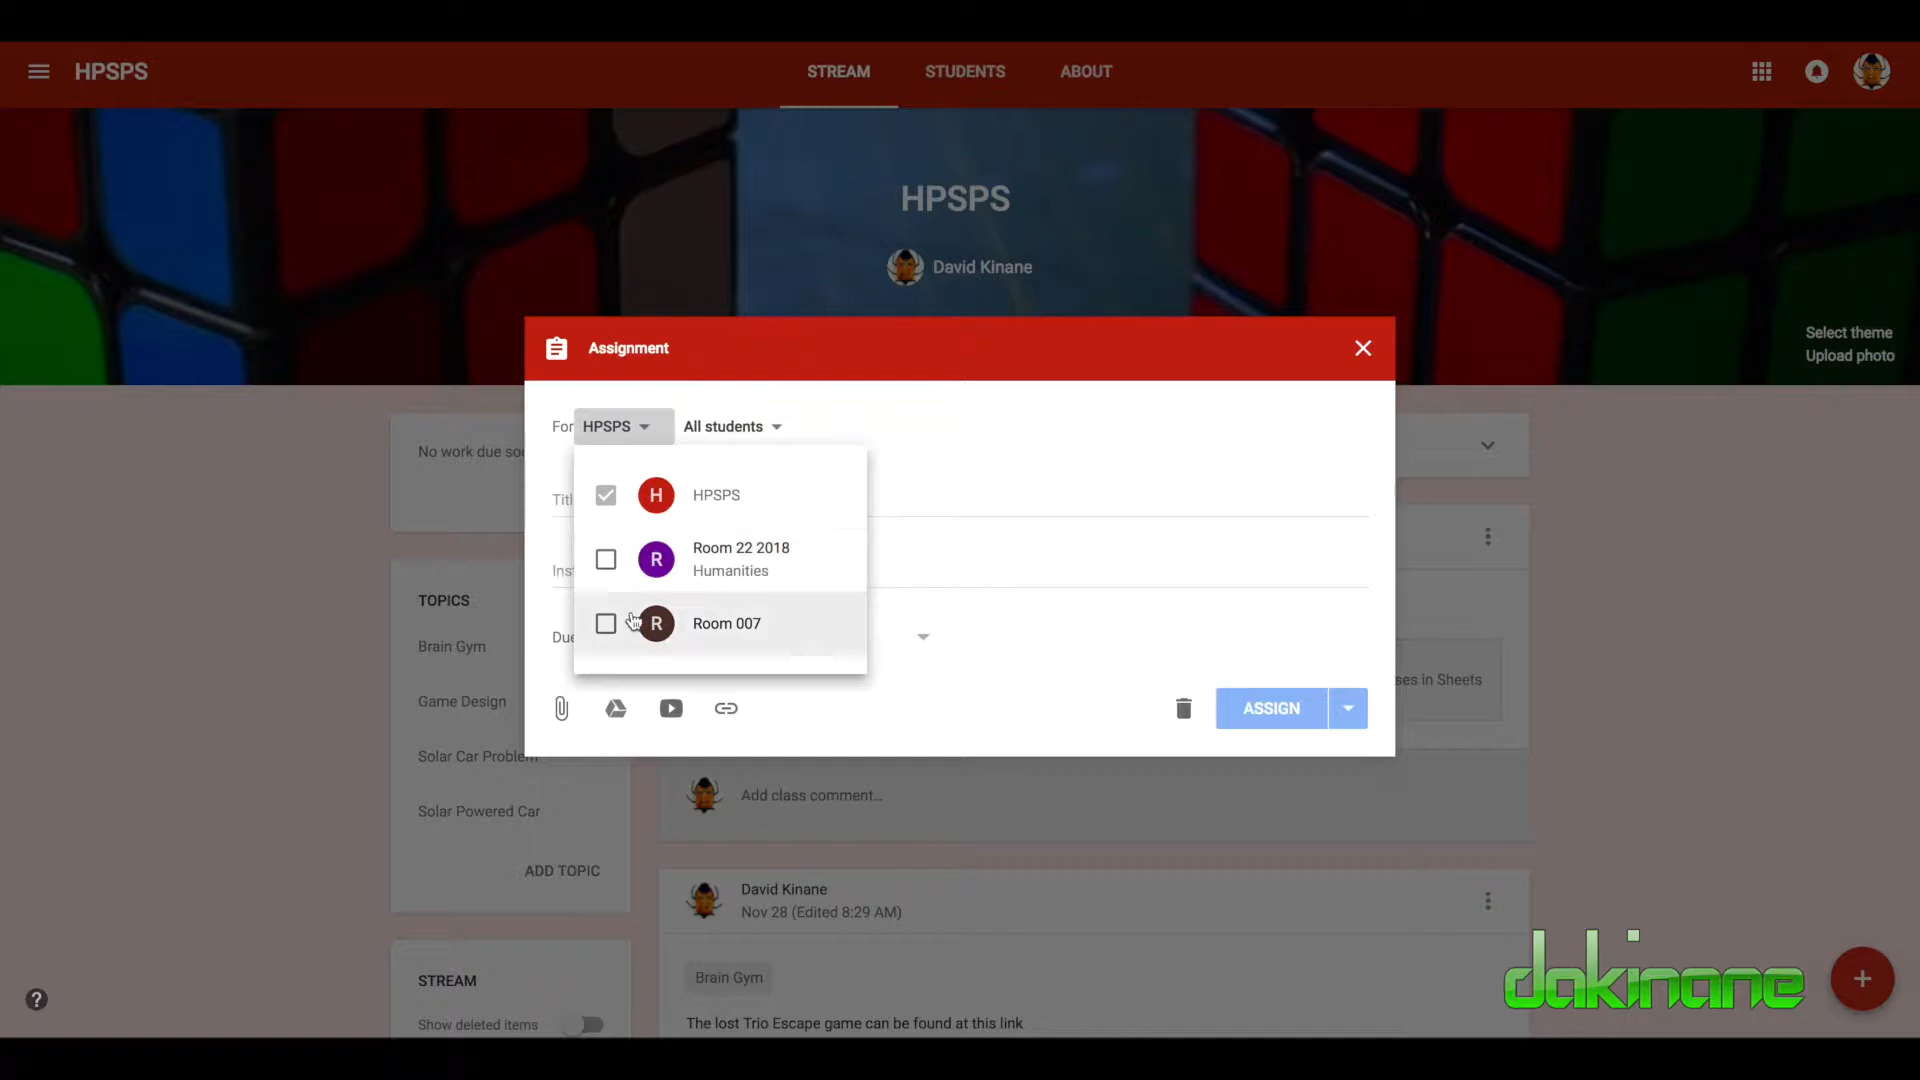 HPSPS
STREAM
STUDENTS
ABOUT
HPSPS
David Kinane
Select theme
Upload photo
Assignment
For
HPSPS
All students
No work due soo
H
HPSPS
Titl
R
Room 22 2018
Humanities
Inst
TOPICS
R
Room 007
Due
Brain Gym
ses in Sheets
Game Design
ASSIGN
Solar Car Problem
Add class comment...
Solar Powered Car
ADD TOPIC
David Kinane
Nov 28 (Edited 8:29 AM)
STREAM
Brain Gym
dakinane
+
?
Show deleted items
The lost Trio Escape game can be found at this link